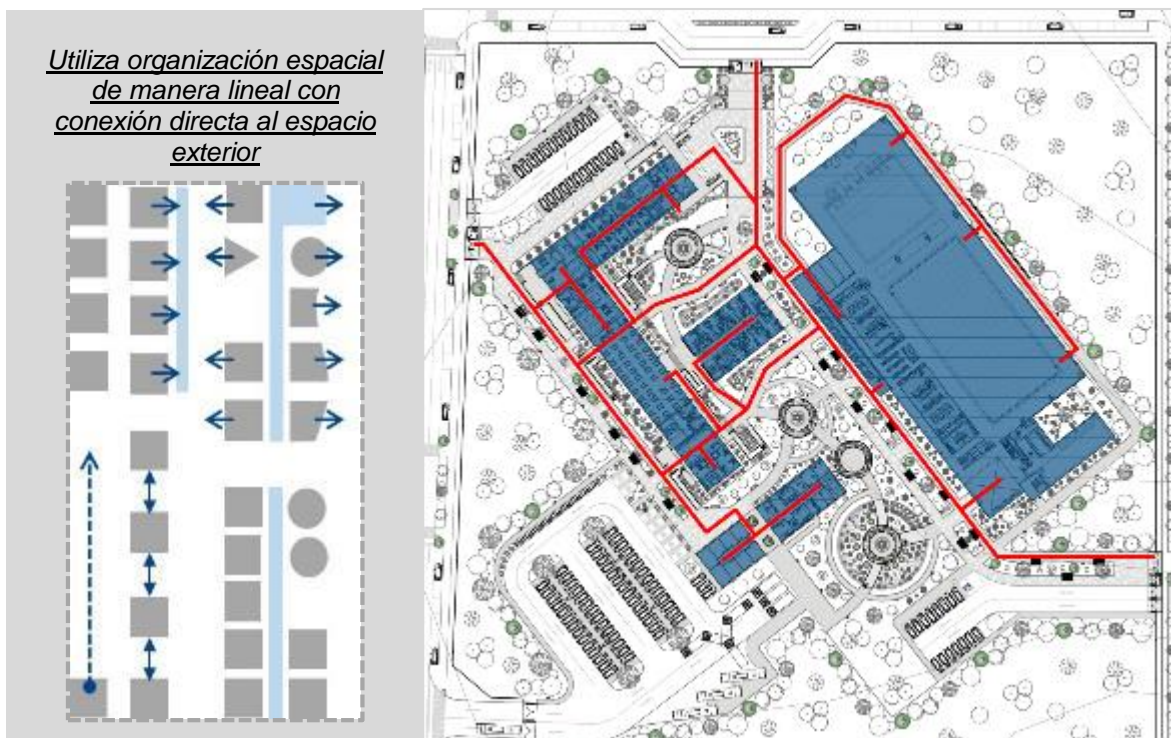 Utiliza organización espacial
de manera lineal con
conexión directa al espacio
exterior